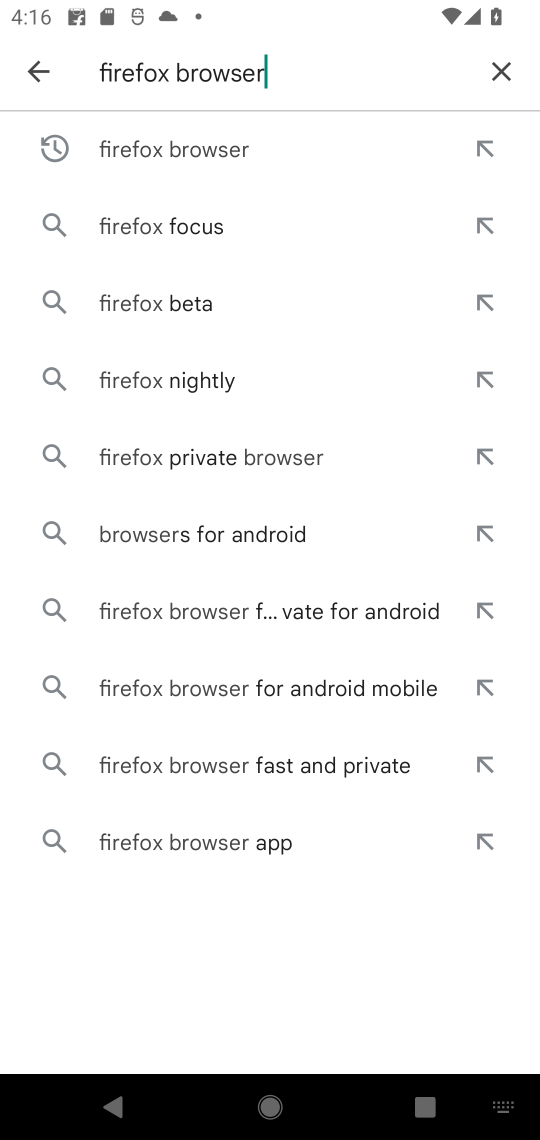 4:16
firefox browser
firefox browser
firefox focus
firefox beta
firefox nightly
firefox private browser
browsers for android
firefox browser f... vate for android
firefox browser for android mobile
firefox browser fast and private
firefox browser app